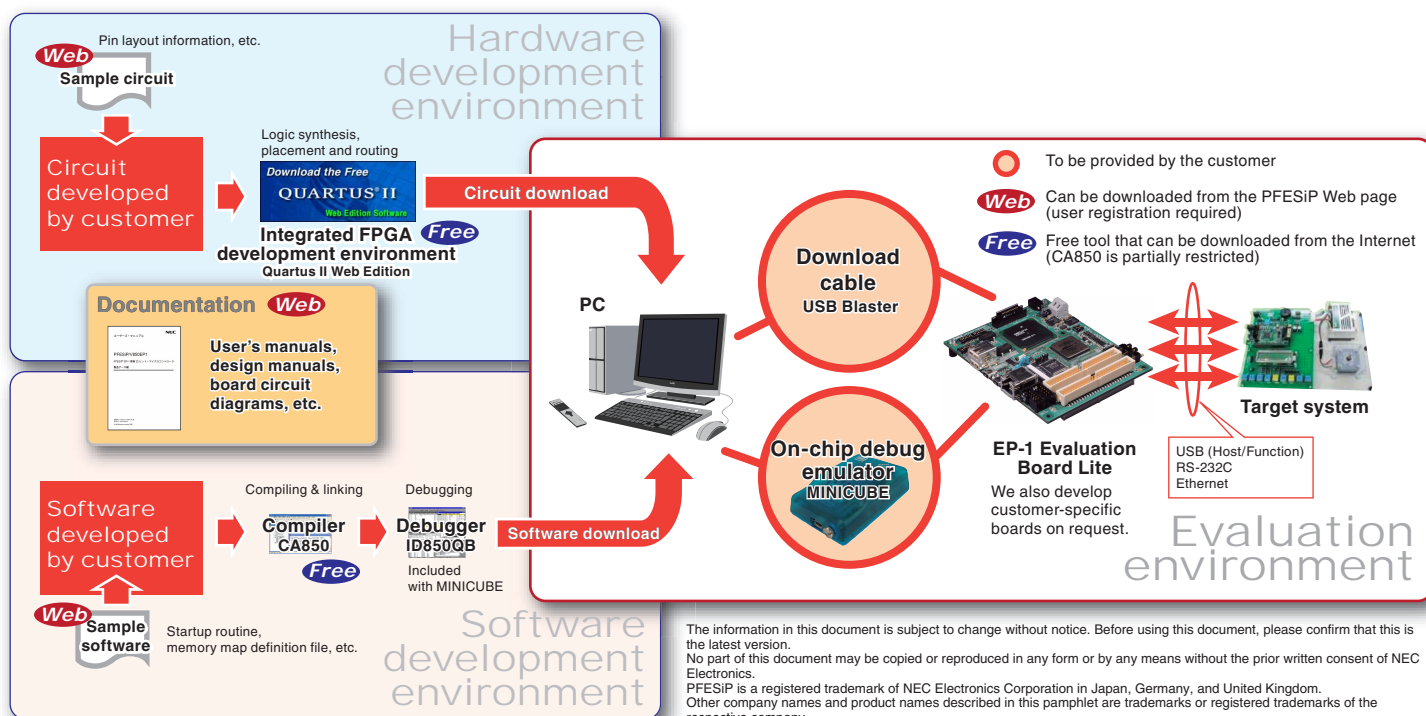 Hardware
development
environment
Pin layout information, etc.
Web
Sample circuit
Circuit
developed
by customer
Logic synthesis,
placement and routing
Download the Free
QUARTUS® II
Web Edition Software
Integrated FPGA
development environment
Quartus II Web Edition
Free
Circuit download
Documentation
Web
NEC
PFESiP/V850EP1
User's manuals,
design manuals,
board circuit
diagrams, etc.
Software
developed
by customer
Compiling & linking
Compiler
CA850
Free
Debugging
Debugger
ID850QB
Included
with MINICUBE
Software download
Web
Sample
software
Startup routine,
memory map definition file, etc.
Software
development
environment
To be provided by the customer
Web
Can be downloaded from the PFESiP Web page
(user registration required)
Free
Free tool that can be downloaded from the Internet
(CA850 is partially restricted)
PC
Download
cable
USB Blaster
On-chip debug
emulator
MINICUBE
EP-1 Evaluation
Board Lite
We also develop
customer-specific
boards on request.
Target system
USB (Host/Function)
RS-232C
Ethernet
Evaluation
environment
The information in this document is subject to change without notice. Before using this document, please confirm that this is
the latest version.
No part of this document may be copied or reproduced in any form or by any means without the prior written consent of NEC
Electronics.
PFESiP is a registered trademark of NEC Electronics Corporation in Japan, Germany, and United Kingdom.
Other company names and product names described in this pamphlet are trademarks or registered trademarks of the
respective company.